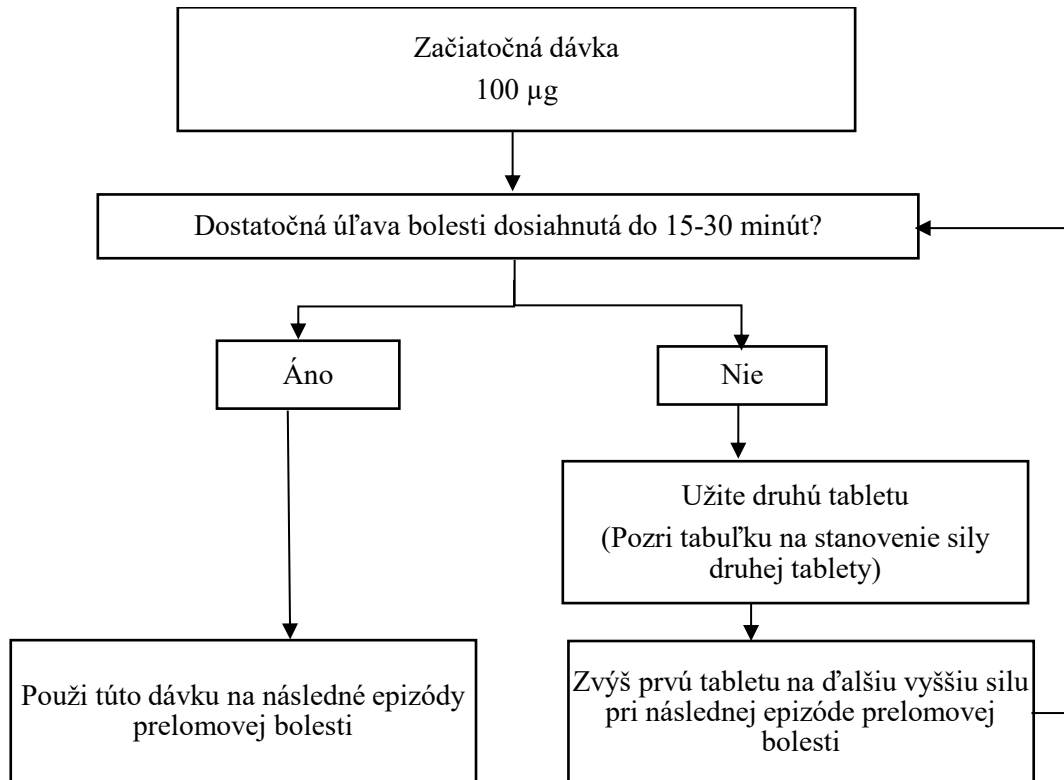 Začiatočná dávka
100 µg
Dostatočná úľava bolesti dosiahnutá do 15-30 minút?
Áno
Nie
Užite druhú tabletu
(Pozri tabuľku na stanovenie sily
druhej tablety)
Použi túto dávku na následné epizódy
prelomovej bolesti
Zvýš prvú tabletu na ďalšiu vyššiu silu
pri následnej epizóde prelomovej
bolesti